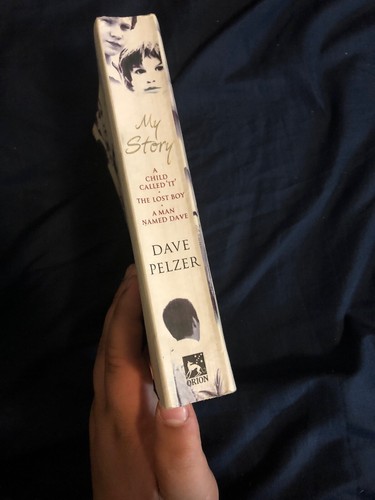 My
Story
A
CHILD
CALLED 'IT'
•
THE LOST BOY
•
A MAN
NAMED DAVE
DAVE
PELZER
ORION